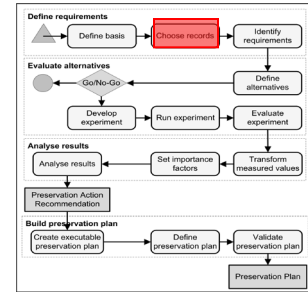 Define requirements
Define basis
Choose records
Identify
requirements
Evaluate alternatives
Go/No-Go
Define
alternatives
Develop
experiment
Run experiment
Evaluate
experiment
Analyse results
Analyse results
Set importance
factors
Transform
measured values
Preservation Action
Recommendation
Build preservation plan
Create executable
preservation plan
Define
preservation plan
Validate
preservation plan
Preservation Plan